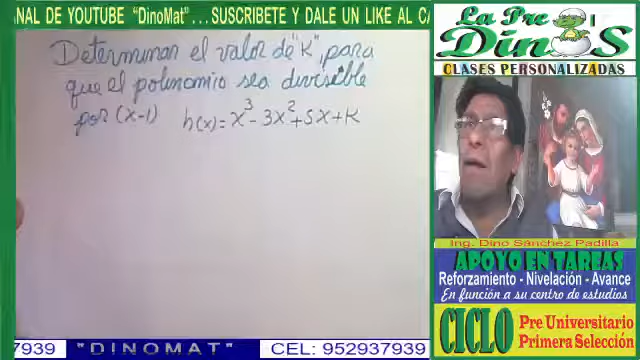 ANAL DE YOUTUBE “DinoMat”...SUSCRIBETE Y DALE UN LIKE AL CA
Determinar el valor de "K", para
que el polinomio sea divisible
por (x-1) h(x) = x³ - 3x² + 5x + K
La Pre
DinoS
CLASES PERSONALIZADAS
Ing. Dino Sánchez Padilla
APOYO EN TAREAS
Reforzamiento - Nivelación - Avance
En función a su centro de estudios
CICLO Pre Universitario
Primera Selección
7939 "DINOMAT" CEL: 952937939